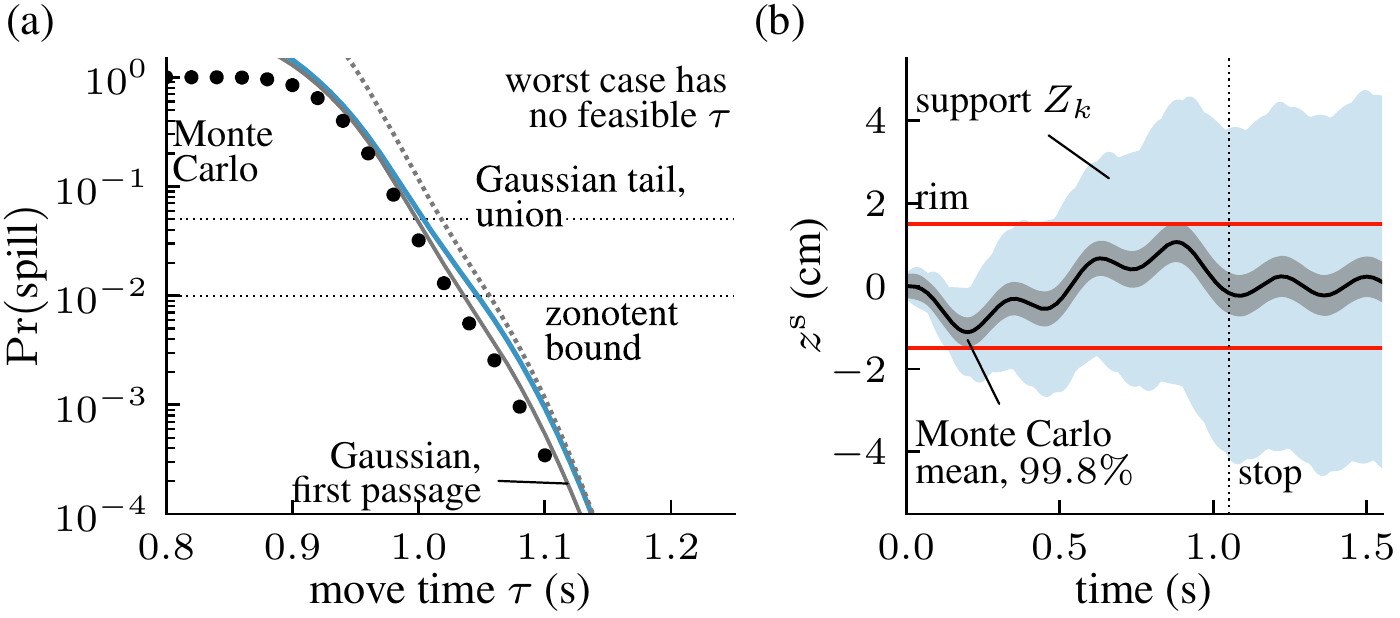 (a)
Pr(spill)
10⁰
10⁻¹
10⁻²
10⁻³
10⁻⁴
worst case has
no feasible τ
Monte
Carlo
Gaussian tail,
union
zonotent
bound
Gaussian,
first passage
0.8 0.9 1.0 1.1 1.2
move time τ (s)
(b)
zˢ (cm)
4
2
0
−2
−4
support Zₖ
rim
Monte Carlo
mean, 99.8%
stop
0.0 0.5 1.0 1.5
time (s)